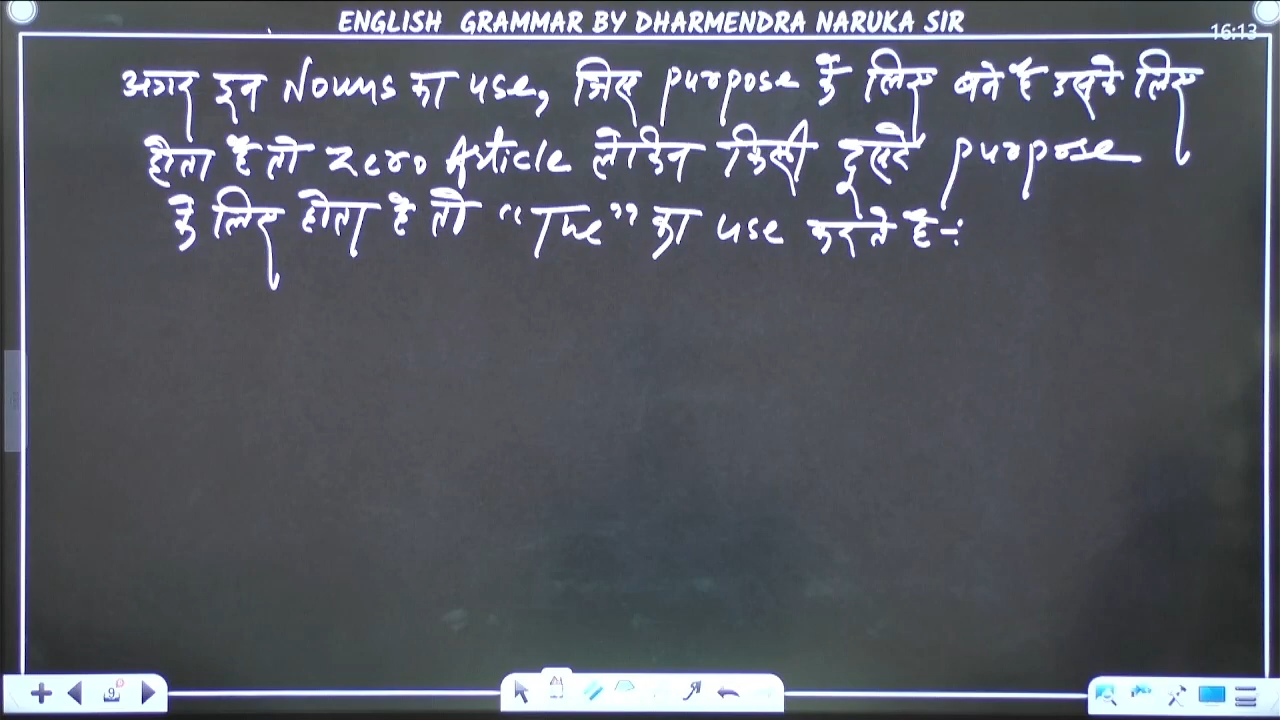 ENGLISH GRAMMAR BY DHARMENDRA NARUKA SIR
16:13
अगर इन Nouns का use, जिस purpose के लिए बने हैं उसके लिए
होता है तो zero Article लेकिन किसी दूसरे purpose
के लिए होता है तो “The” का use करते है -:
9